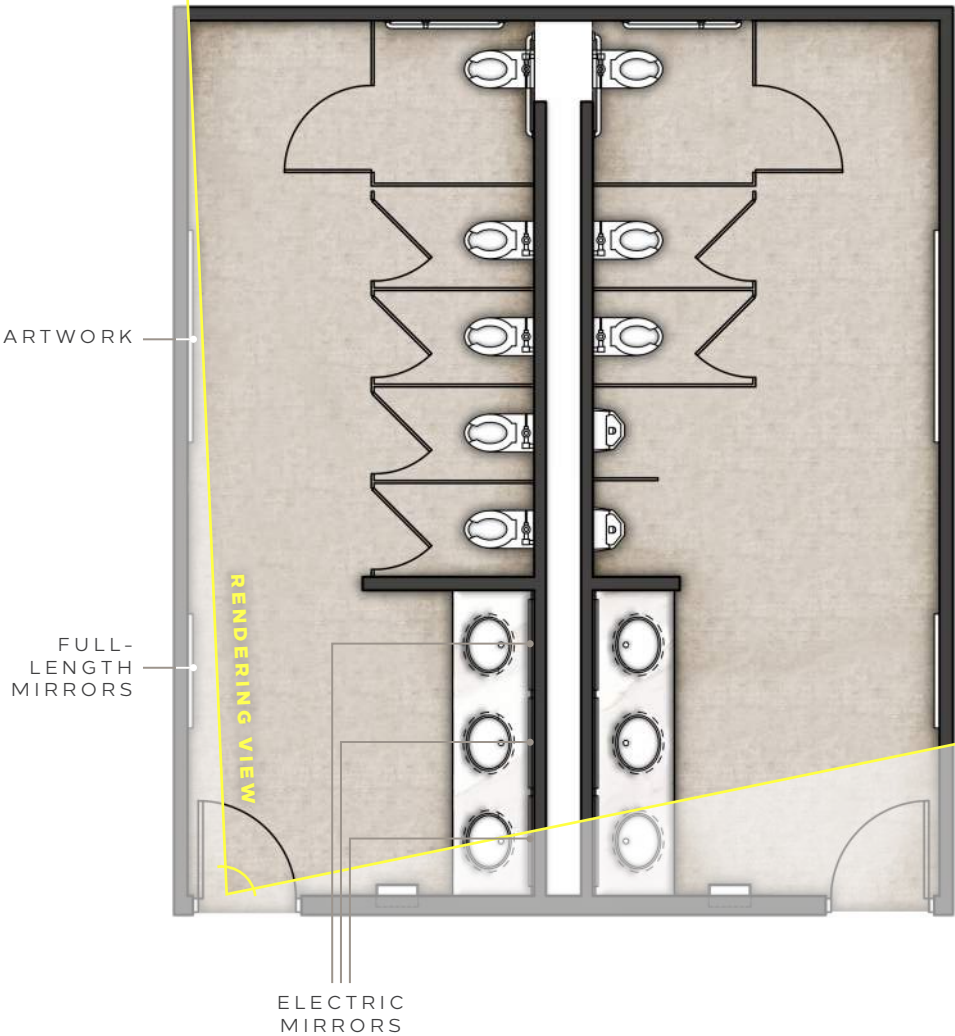 ARTWORK
RENDERING VIEW
FULL-
LENGTH
MIRRORS
ELECTRIC
MIRRORS